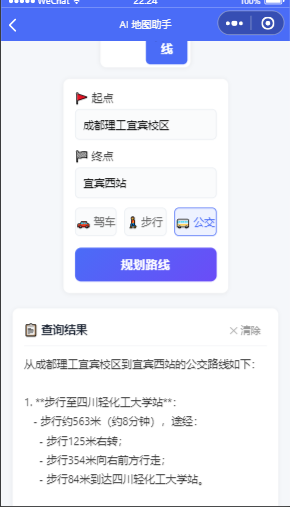 WeChat
22:24
100%
AI 地图助手
线
起点
成都理工宜宾校区
终点
宜宾西站
驾车 步行 公交
规划路线
查询结果 × 清除
从成都理工宜宾校区到宜宾西站的公交路线如下：
1. **步行至四川轻化工大学站**：
- 步行约563米（约8分钟），途经：
- 步行125米右转；
- 步行354米向右前方行走；
- 步行84米到达四川轻化工大学站。